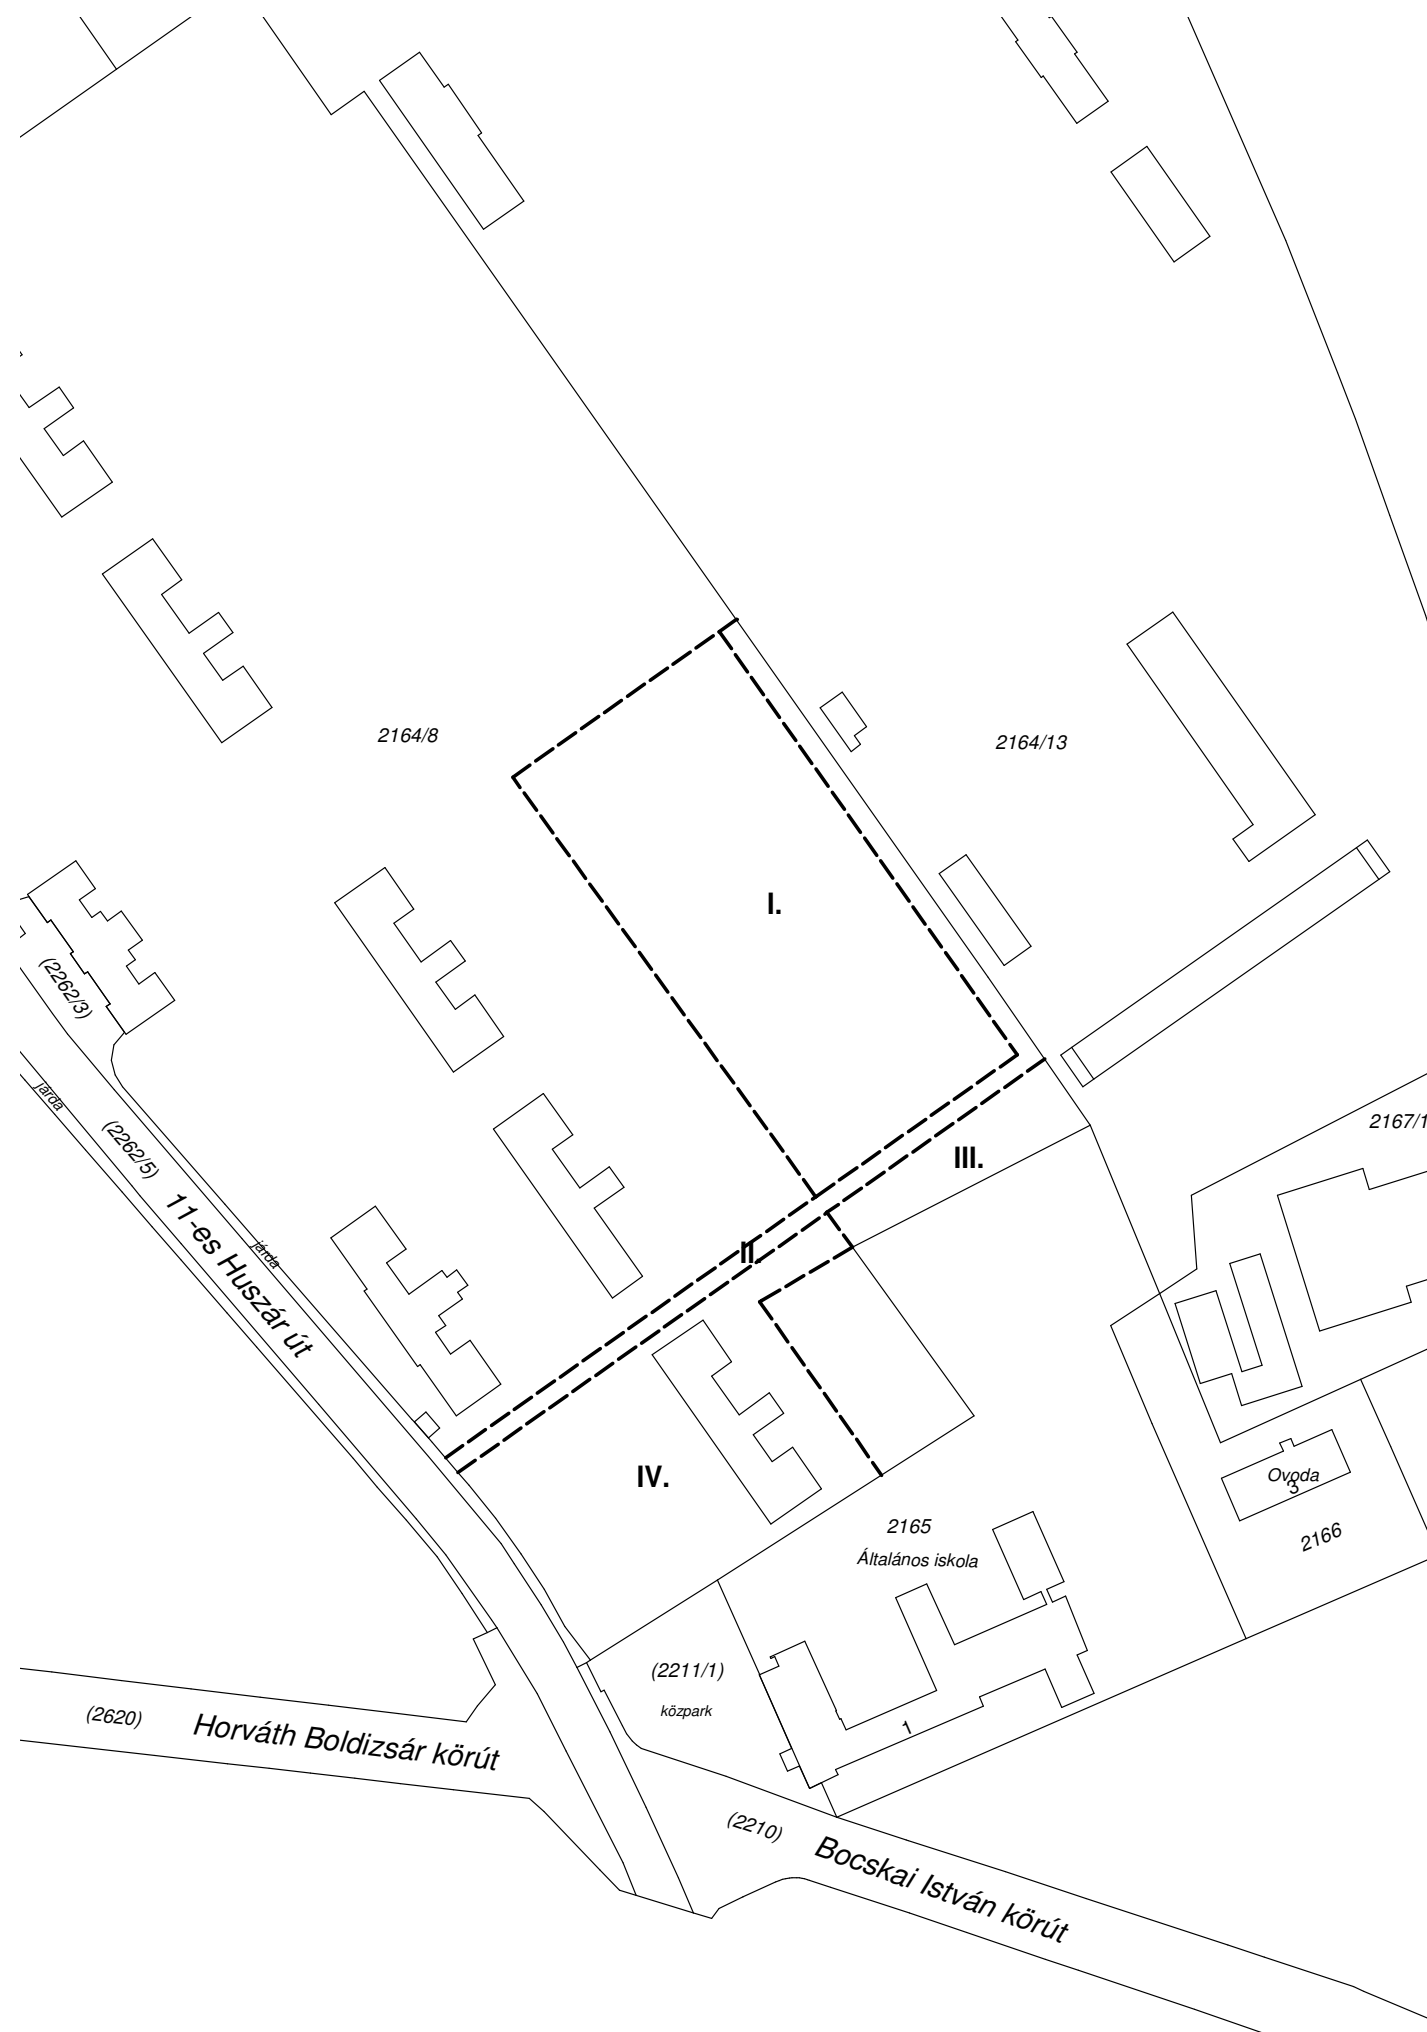 2164/8
2164/13
I.
(2262/3)
járda
2167/1
(2262/5)
III.
11-es Huszár út
járda
II.
IV.
Ovoda
3
2165
2166
Általános iskola
(2211/1)
közpark
(2620)
Horváth Boldizsár körút
1
(2210)
Bocskai István körút